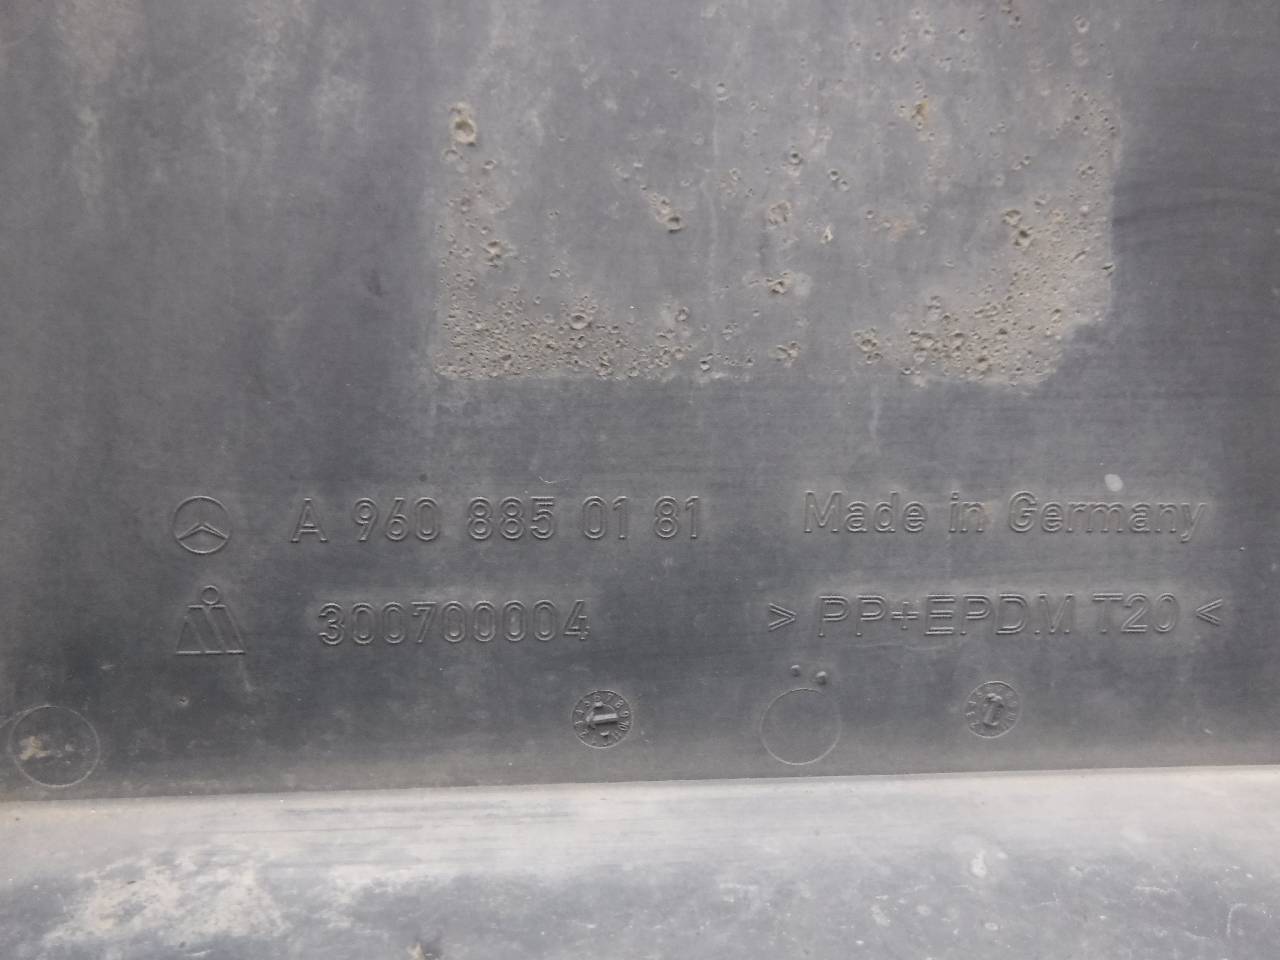 A 960 885 01 81 Made in Germany
300700004 > PP+EPDM T20 <